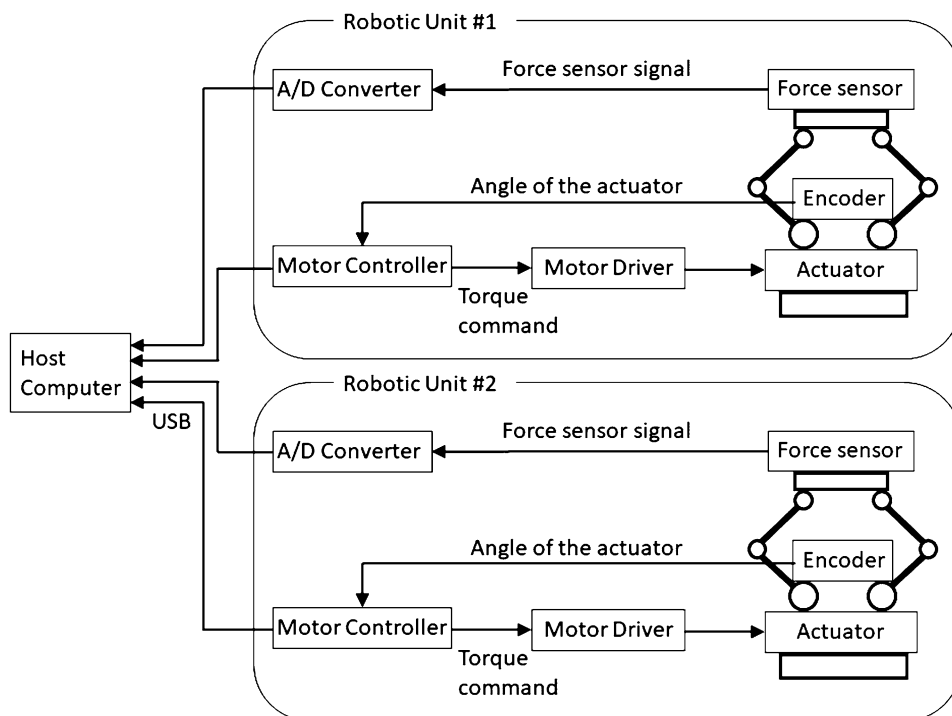 Robotic Unit #1
Force sensor signal
A/D Converter
Force sensor
Angle of the actuator
Encoder
Motor Controller
Motor Driver
Actuator
Torque
command
Host
Computer
USB
Robotic Unit #2
Force sensor signal
A/D Converter
Force sensor
Angle of the actuator
Encoder
Motor Controller
Motor Driver
Actuator
Torque
command